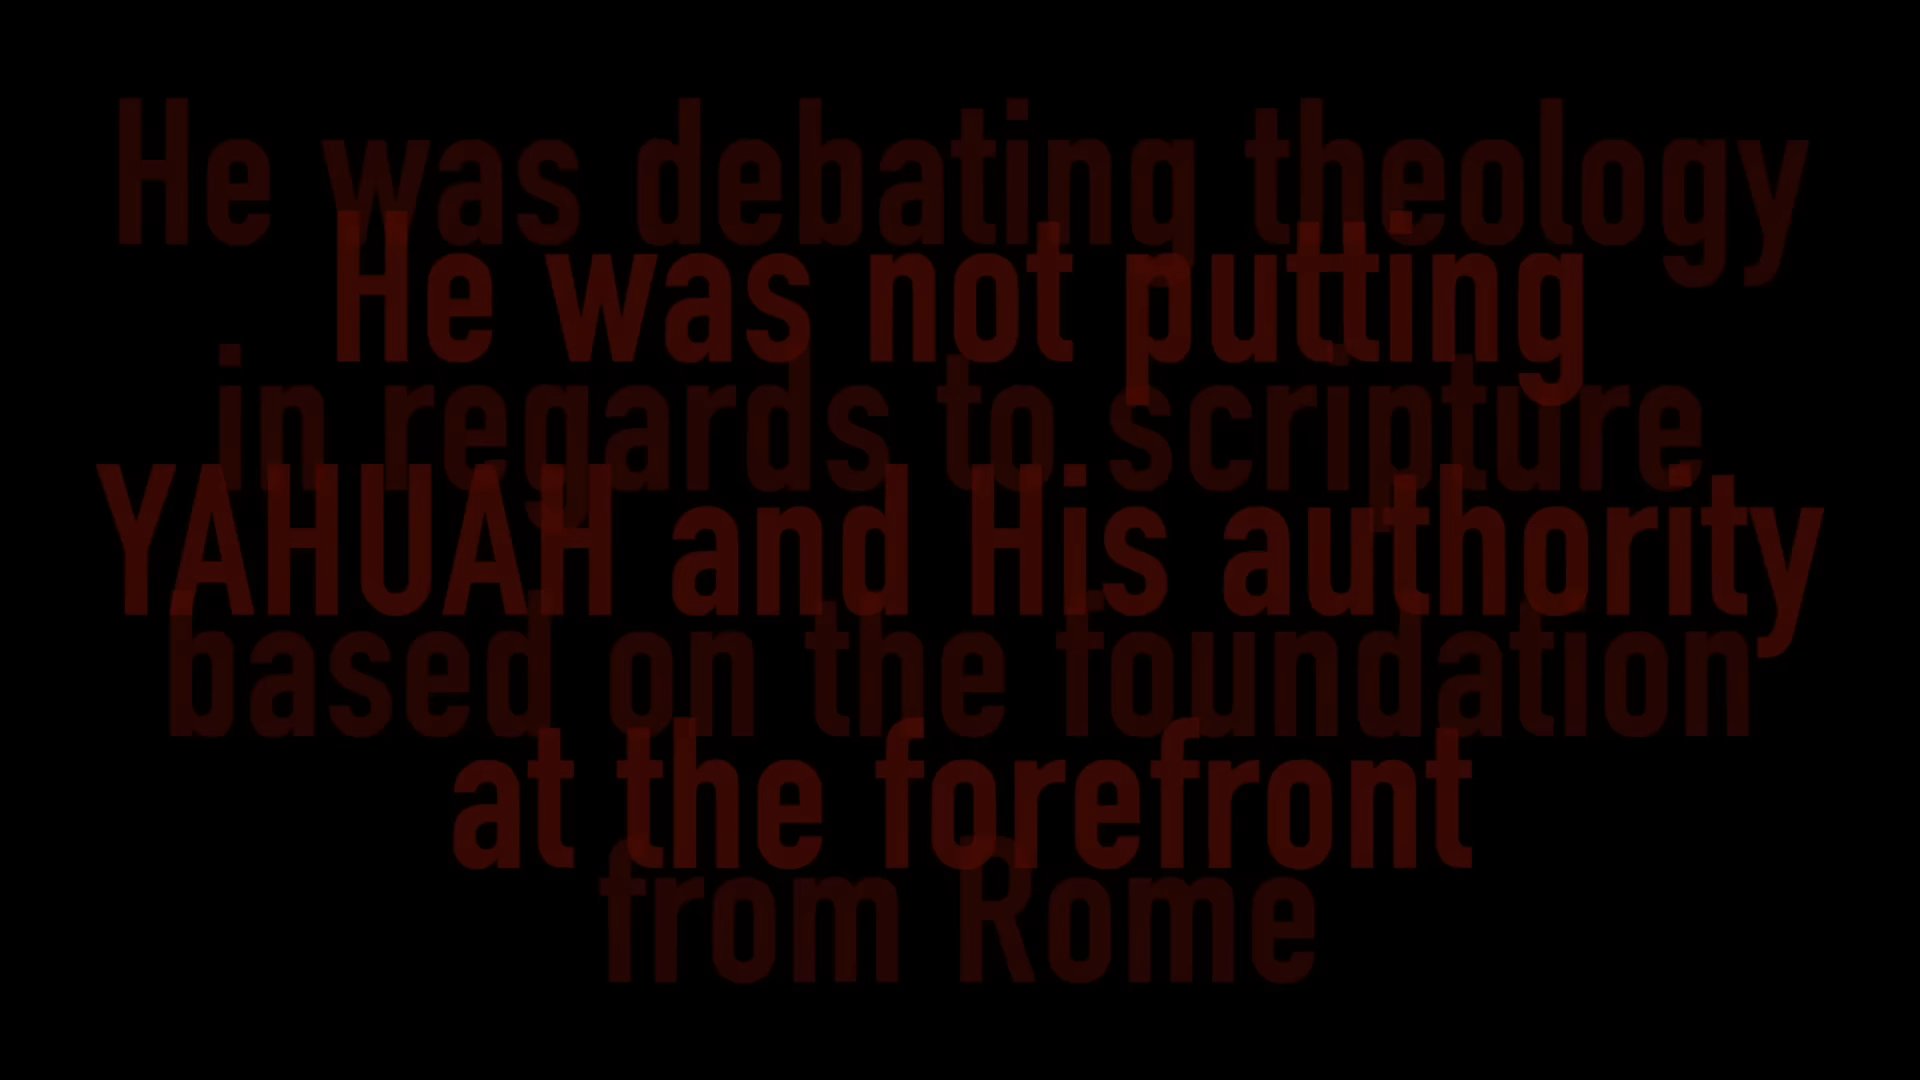 He was debating theology
He was not putting
in regards to scripture
YAHUAH and His authority
based on the foundation
at the forefront
from Rome